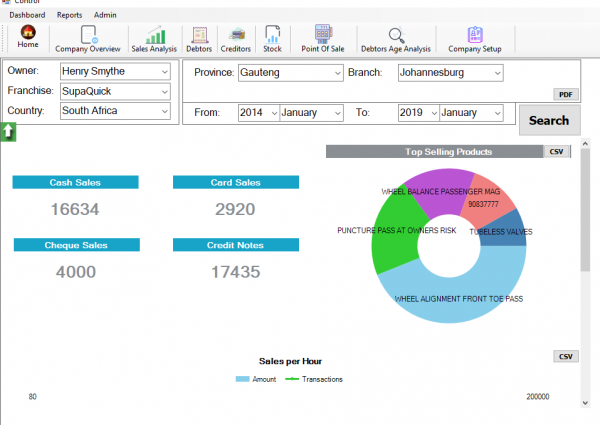 Control
Dashboard Reports Admin
Home Company Overview Sales Analysis Debtors Creditors Stock Point Of Sale Debtors Age Analysis Company Setup
Owner: Henry Smythe
Franchise: SupaQuick
Country: South Africa
Province: Gauteng Branch: Johannesburg
PDF
From: 2014 January To: 2019 January
Search
Top Selling Products CSV
Cash Sales Card Sales
16634 2920
Cheque Sales Credit Notes
4000 17435
WHEEL BALANCE PASSENGER MAG
90837777
PUNCTURE PASS AT OWNERS RISK
TUBELESS VALVES
WHEEL ALIGNMENT FRONT TOE PASS
CSV
Sales per Hour
Amount Transactions
80 200000